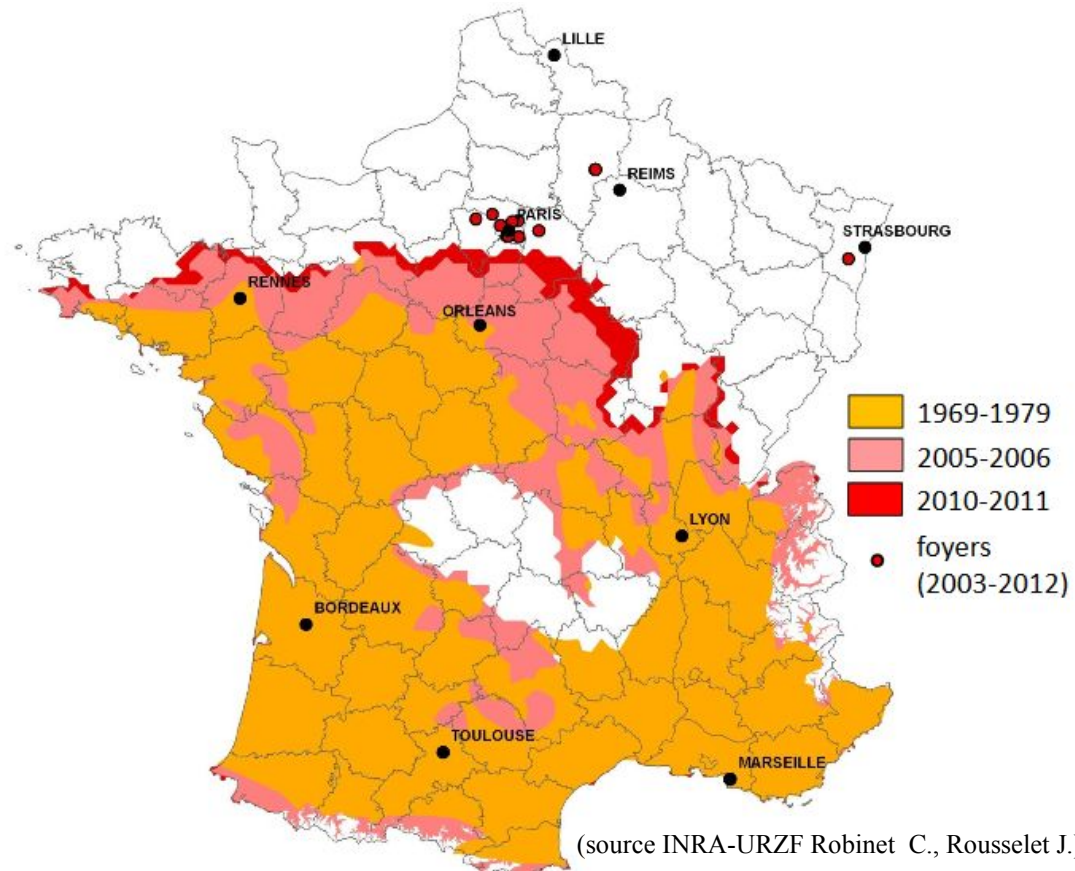 LILLE
REIMS
PARIS
STRASBOURG
RENNES
ORLEANS
1969-1979
2005-2006
2010-2011
LYON
foyers
(2003-2012)
BORDEAUX
TOULOUSE
MARSEILLE
(source INRA-URZF Robinet C., Rousselet J.)